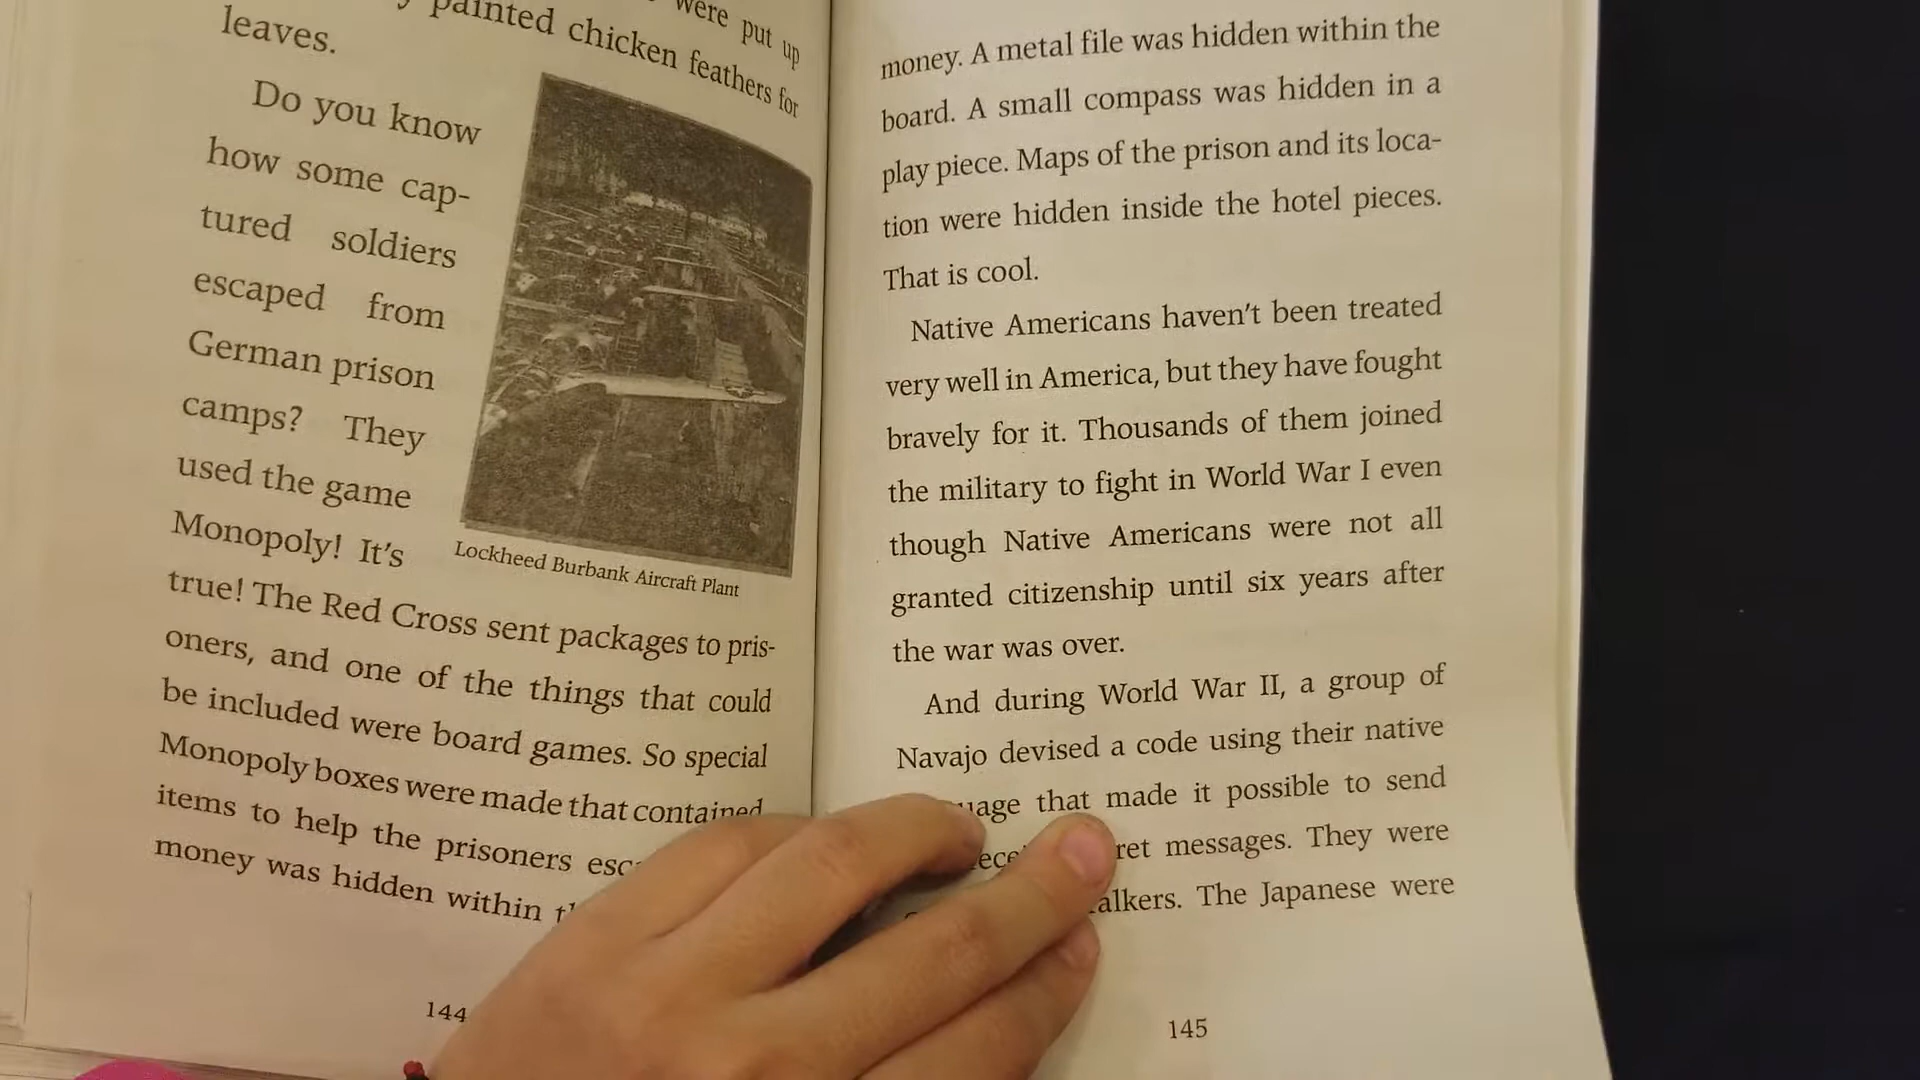 were put up
painted chicken feathers for
leaves.
Do you know
how some cap-
tured soldiers
escaped from
German prison
camps? They
used the game
Monopoly! It's
true! The Red Cross sent packages to pris-
oners, and one of the things that could
be included were board games. So special
Monopoly boxes were made that contained
items to help the prisoners
money was hidden within
Lockheed Burbank Aircraft Plant
144
money. A metal file was hidden within the
board. A small compass was hidden in a
play piece. Maps of the prison and its loca-
tion were hidden inside the hotel pieces.
That is cool.
Native Americans haven't been treated
very well in America, but they have fought
bravely for it. Thousands of them joined
the military to fight in World War I even
though Native Americans were not all
granted citizenship until six years after
the war was over.
And during World War II, a group of
Navajo devised a code using their native
that made it possible to send
messages. They were
The Japanese were
145